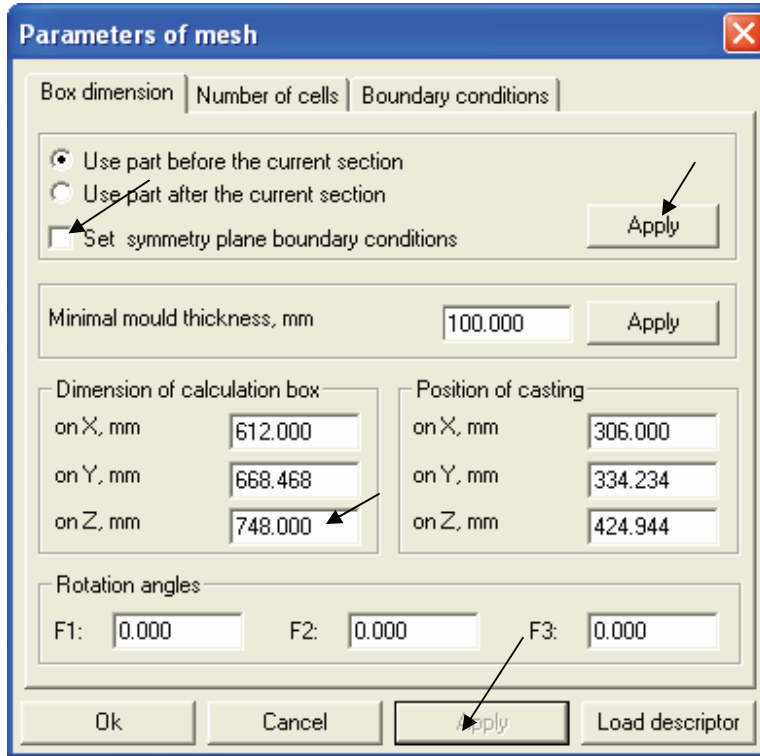 Parameters of mesh
Box dimension Number of cells Boundary conditions
Use part before the current section
Use part after the current section
Set symmetry plane boundary conditions Apply
Minimal mould thickness, mm 100.000 Apply
Dimension of calculation box Position of casting
on X, mm 612.000 on X, mm 306.000
on Y, mm 668.468 on Y, mm 334.234
on Z, mm 748.000 on Z, mm 424.944
Rotation angles
F1: 0.000 F2: 0.000 F3: 0.000
Ok Cancel Apply Load descriptor